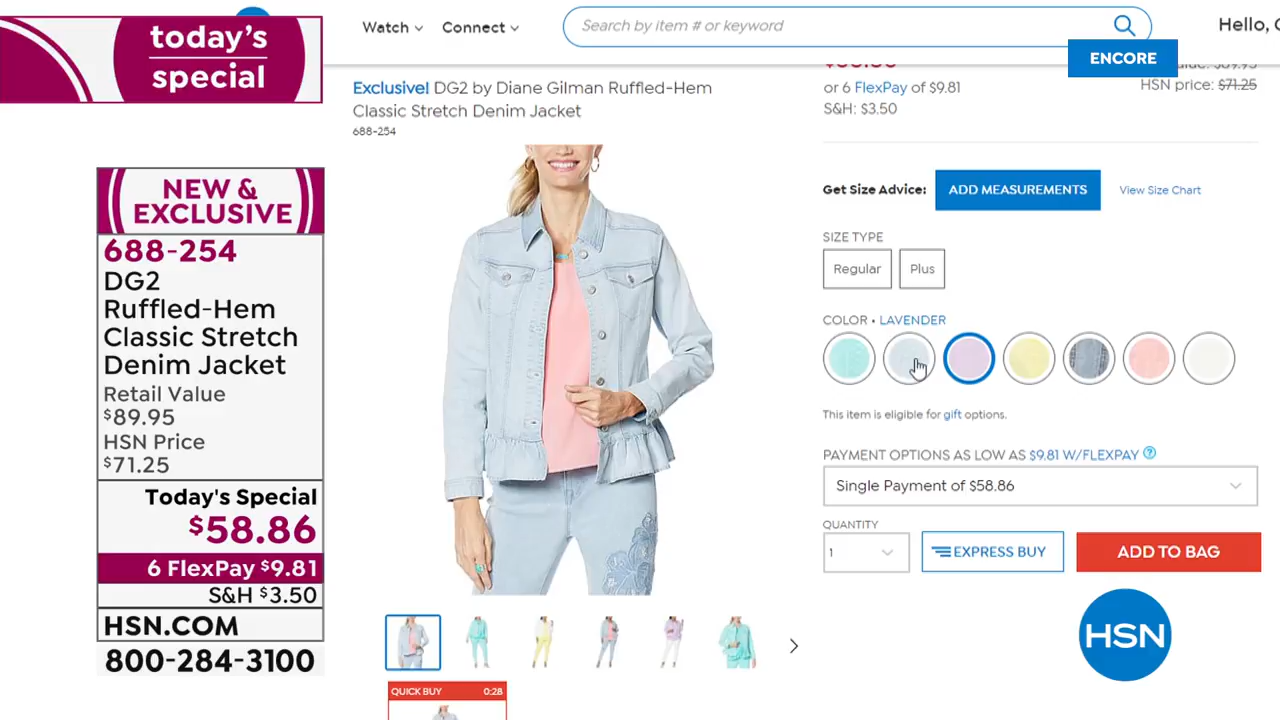 today's
special
Watch
Connect
Search by item # or keyword
Hello,
ENCORE
Exclusive! DG2 by Diane Gilman Ruffled-Hem
Classic Stretch Denim Jacket
688-254
or 6 FlexPay of $9.81
HSN price: $71.25
S&H: $3.50
NEW &
EXCLUSIVE
688-254
DG2
Ruffled-Hem
Classic Stretch
Denim Jacket
Retail Value
$89.95
HSN Price
$71.25
Today's Special
$58.86
6 FlexPay $9.81
S&H $3.50
HSN.COM
800-284-3100
Get Size Advice:
ADD MEASUREMENTS
View Size Chart
SIZE TYPE
Regular
Plus
COLOR • LAVENDER
This item is eligible for gift options.
PAYMENT OPTIONS AS LOW AS $9.81 W/FLEXPAY ?
Single Payment of $58.86
QUANTITY
1
EXPRESS BUY
ADD TO BAG
HSN
QUICK BUY 0:28